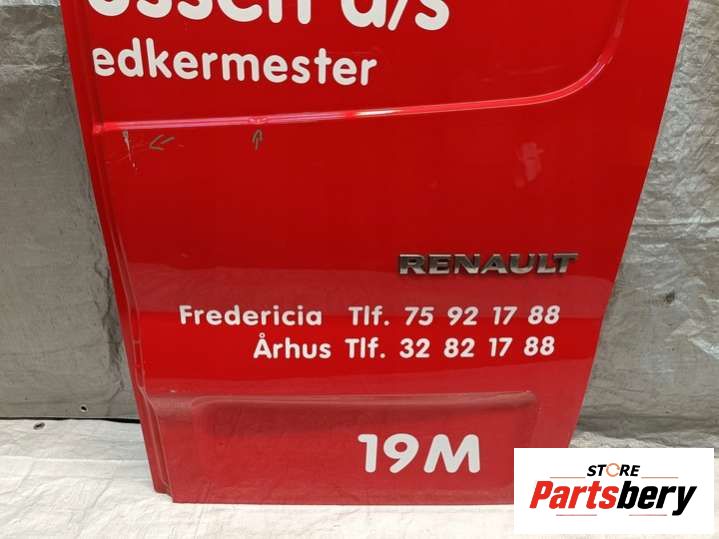 a/s
edkermester
RENAULT
Fredericia Tlf. 75 92 17 88
Århus Tlf. 32 82 17 88
19M
STORE
Partsbery